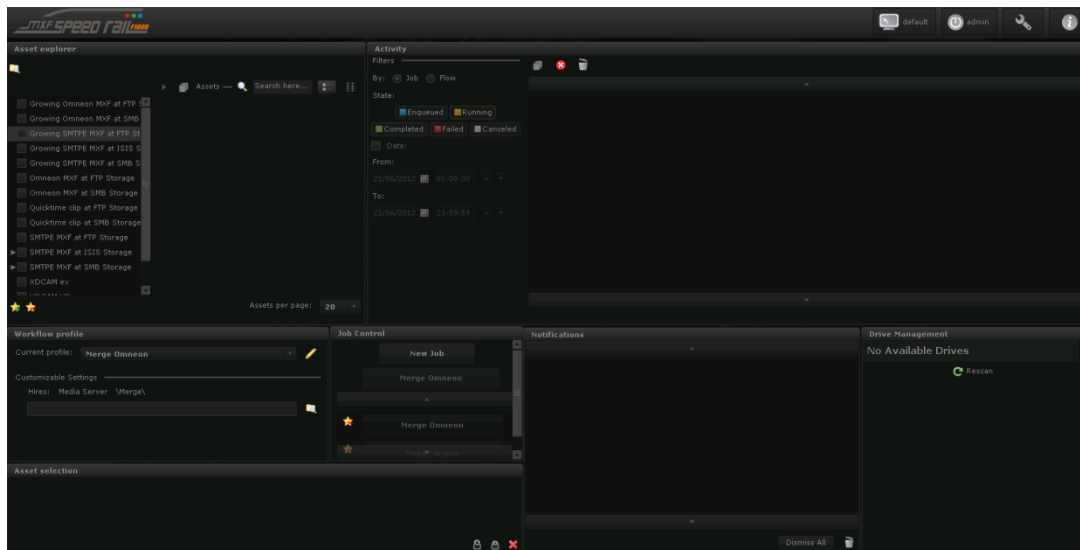 MXF SPEED rail F1000
default
admin
Asset explorer
Assets
Search here...
Growing Omneon MXF at FTP S
Growing Omneon MXF at SMB
Growing SMTPE MXF at FTP St
Growing SMTPE MXF at ISIS S
Growing SMTPE MXF at SMB S
Omneon MXF at FTP Storage
Omneon MXF at SMB Storage
Quicktime clip at FTP Storage
Quicktime clip at SMB Storage
SMTPE MXF at FTP Storage
SMTPE MXF at ISIS Storage
SMTPE MXF at SMB Storage
XDCAM ex
Assets per page: 20
Activity
Filters
By: Job Flow
State:
Enqueued Running
Completed Failed Canceled
Date:
From:
22/06/2012 00:00:00
To:
22/06/2012 23:59:59
Workflow profile
Current profile: Merge Omneon
Customizable Settings
Hires: Media Server \Merge\
Job Control
New Job
Merge Omneon
Merge Omneon
Merge smpte
Notifications
Dismiss All
Drive Management
No Available Drives
Rescan
Asset selection